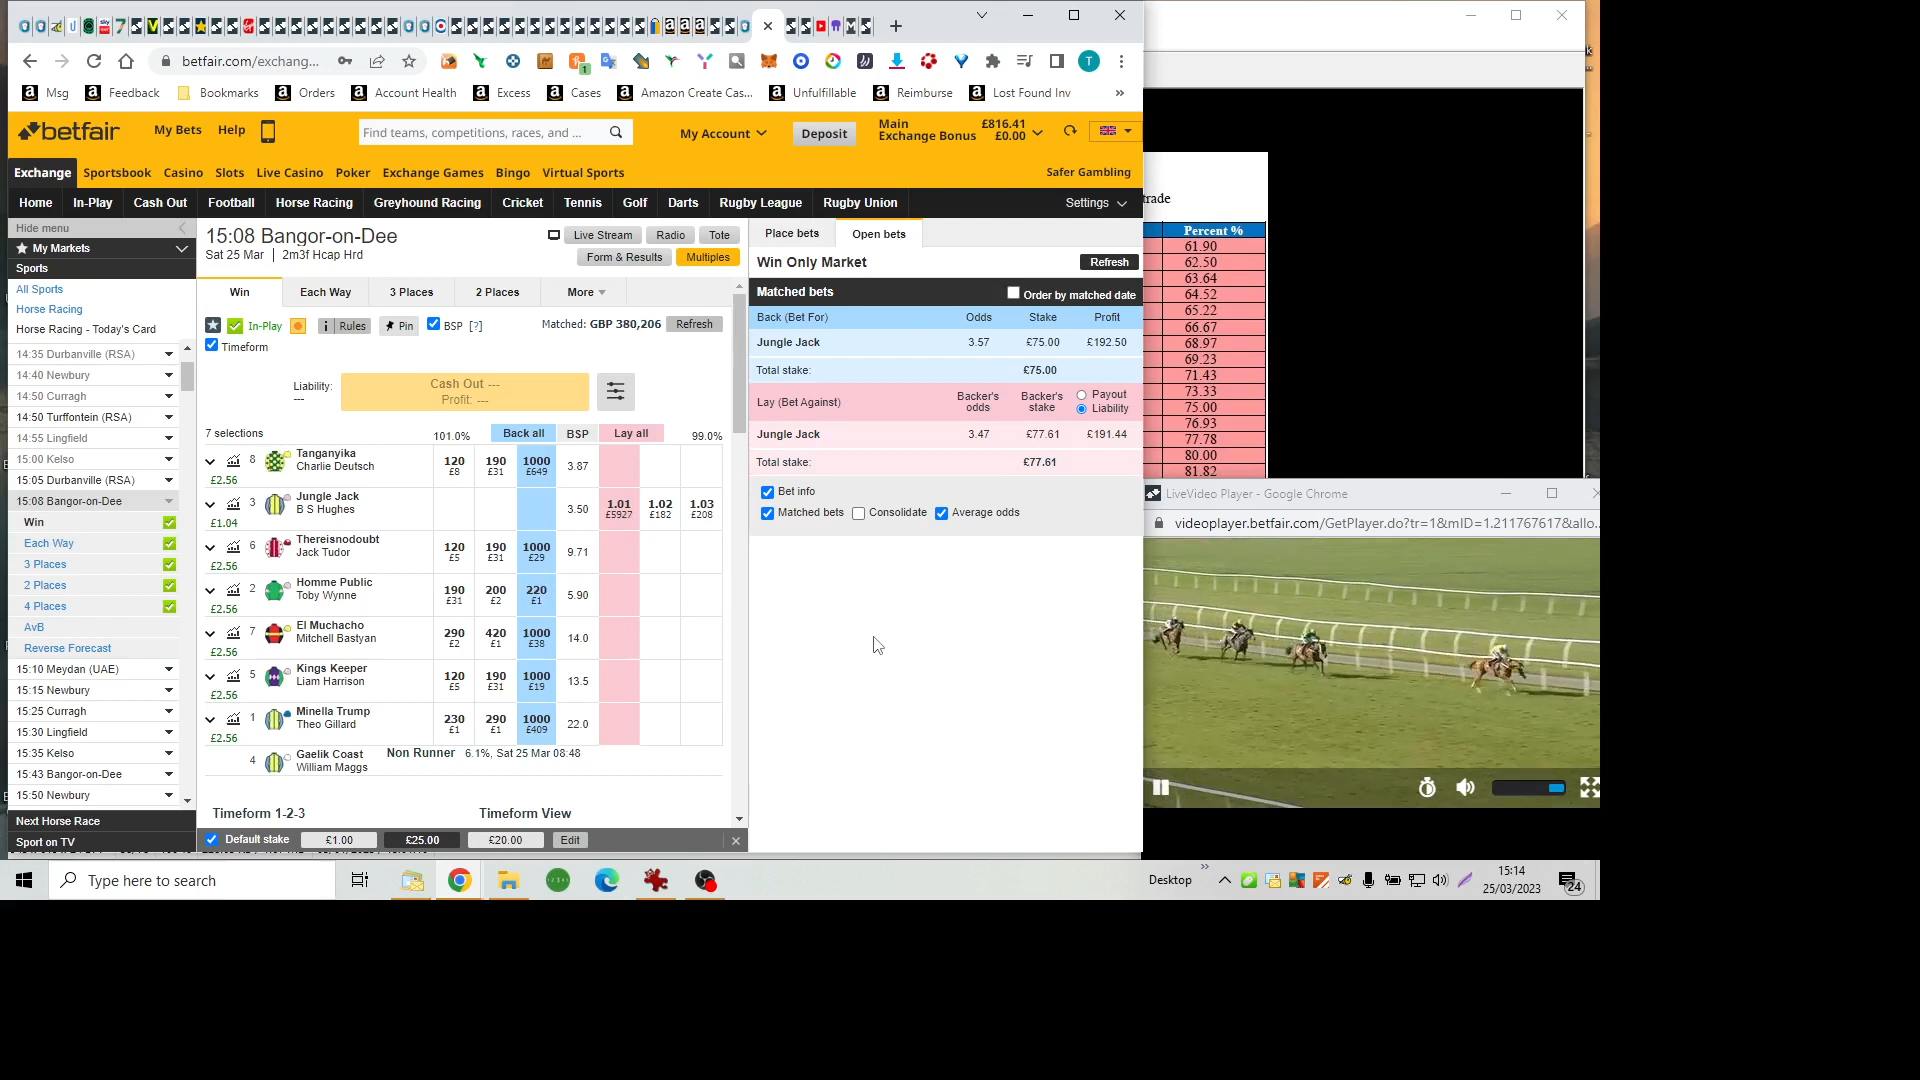 betfair.com/exchang...
Msg Feedback Bookmarks Orders Account Health Excess Cases Amazon Create Cas... Unfulfillable Reimburse Lost Found Inv »
betfair My Bets Help Find teams, competitions, races, and ... My Account Deposit Main £816.41
Exchange Bonus £0.00
Exchange Sportsbook Casino Slots Live Casino Poker Exchange Games Bingo Virtual Sports Safer Gambling
Home In-Play Cash Out Football Horse Racing Greyhound Racing Cricket Tennis Golf Darts Rugby League Rugby Union Settings
Hide menu
My Markets
Sports
All Sports
Horse Racing
Horse Racing - Today's Card
14:35 Durbanville (RSA)
14:40 Newbury
14:50 Curragh
14:50 Turffontein (RSA)
14:55 Lingfield
15:00 Kelso
15:05 Durbanville (RSA)
15:08 Bangor-on-Dee
Win
Each Way
3 Places
2 Places
4 Places
AvB
Reverse Forecast
15:10 Meydan (UAE)
15:15 Newbury
15:25 Curragh
15:30 Lingfield
15:35 Kelso
15:43 Bangor-on-Dee
15:50 Newbury
Next Horse Race
Sport on TV
15:08 Bangor-on-Dee Live Stream Radio Tote
Sat 25 Mar | 2m3f Hcap Hrd Form & Results Multiples
Win Each Way 3 Places 2 Places More
In-Play i Rules Pin BSP [?] Matched: GBP 380,206 Refresh
Timeform
Liability: ---
Cash Out ---
Profit: ---
7 selections 101.0% Back all BSP Lay all 99.0%
8 Tanganyika 120 190 1000 3.87
Charlie Deutsch £8 £31 £649
£2.56
3 Jungle Jack 3.50 1.01 1.02 1.03
B S Hughes £5927 £182 £208
£1.04
6 Thereisnodoubt 120 190 1000 9.71
Jack Tudor £5 £31 £29
£2.56
2 Homme Public 190 200 220 5.90
Toby Wynne £31 £2 £1
£2.56
7 El Muchacho 290 420 1000 14.0
Mitchell Bastyan £2 £1 £38
£2.56
5 Kings Keeper 120 190 1000 13.5
Liam Harrison £5 £31 £19
£2.56
1 Minella Trump 230 290 1000 22.0
Theo Gillard £1 £1 £409
£2.56
4 Gaelik Coast Non Runner 6.1%, Sat 25 Mar 08:48
William Maggs
Timeform 1-2-3 Timeform View
Default stake £1.00 £25.00 £20.00 Edit
Place bets Open bets
Win Only Market Refresh
Matched bets Order by matched date
Back (Bet For) Odds Stake Profit
Jungle Jack 3.57 £75.00 £192.50
Total stake: £75.00
Lay (Bet Against) Backer's odds Backer's stake Payout Liability
Jungle Jack 3.47 £77.61 £191.44
Total stake: £77.61
Bet info
Matched bets Consolidate Average odds
trade
Percent %
61.90
62.50
63.64
64.52
65.22
66.67
68.97
69.23
71.43
73.33
75.00
76.93
77.78
80.00
81.82
LiveVideo Player - Google Chrome
videoplayer.betfair.com/GetPlayer.do?tr=1&mID=1.211767617&allo...
Type here to search
Desktop » 15:14
25/03/2023
24